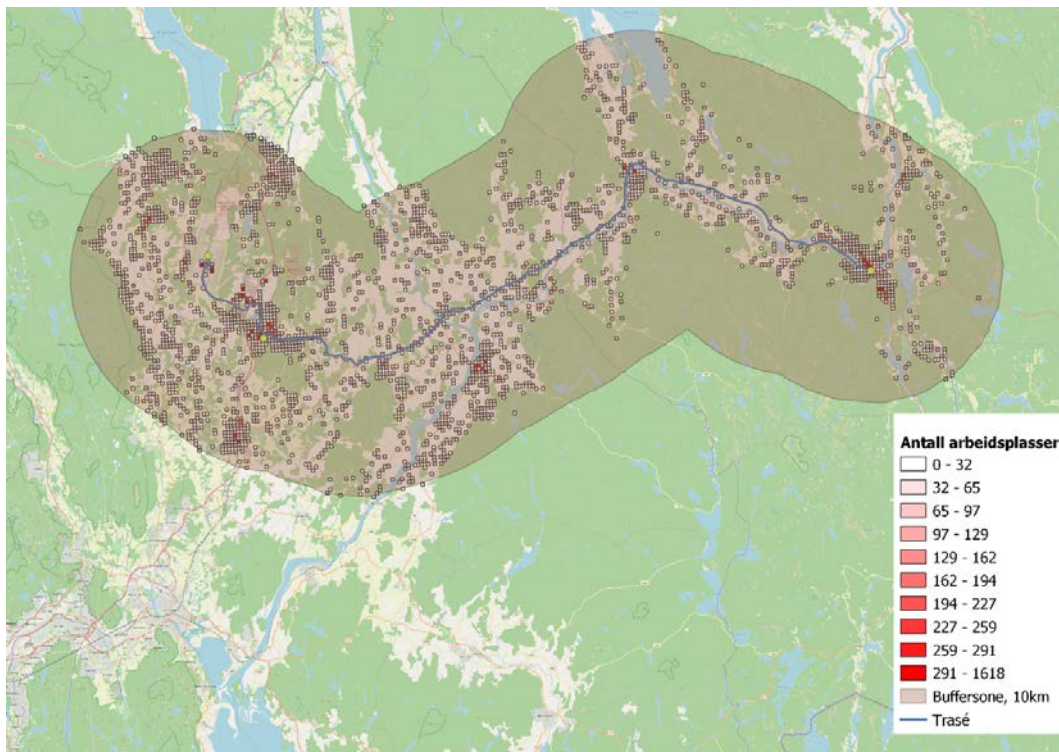 Antall arbeidsplasser
0 - 32
32 - 65
65 - 97
97 - 129
129 - 162
162 - 194
194 - 227
227 - 259
259 - 291
291 - 1618
Buffersone, 10km
Trasé